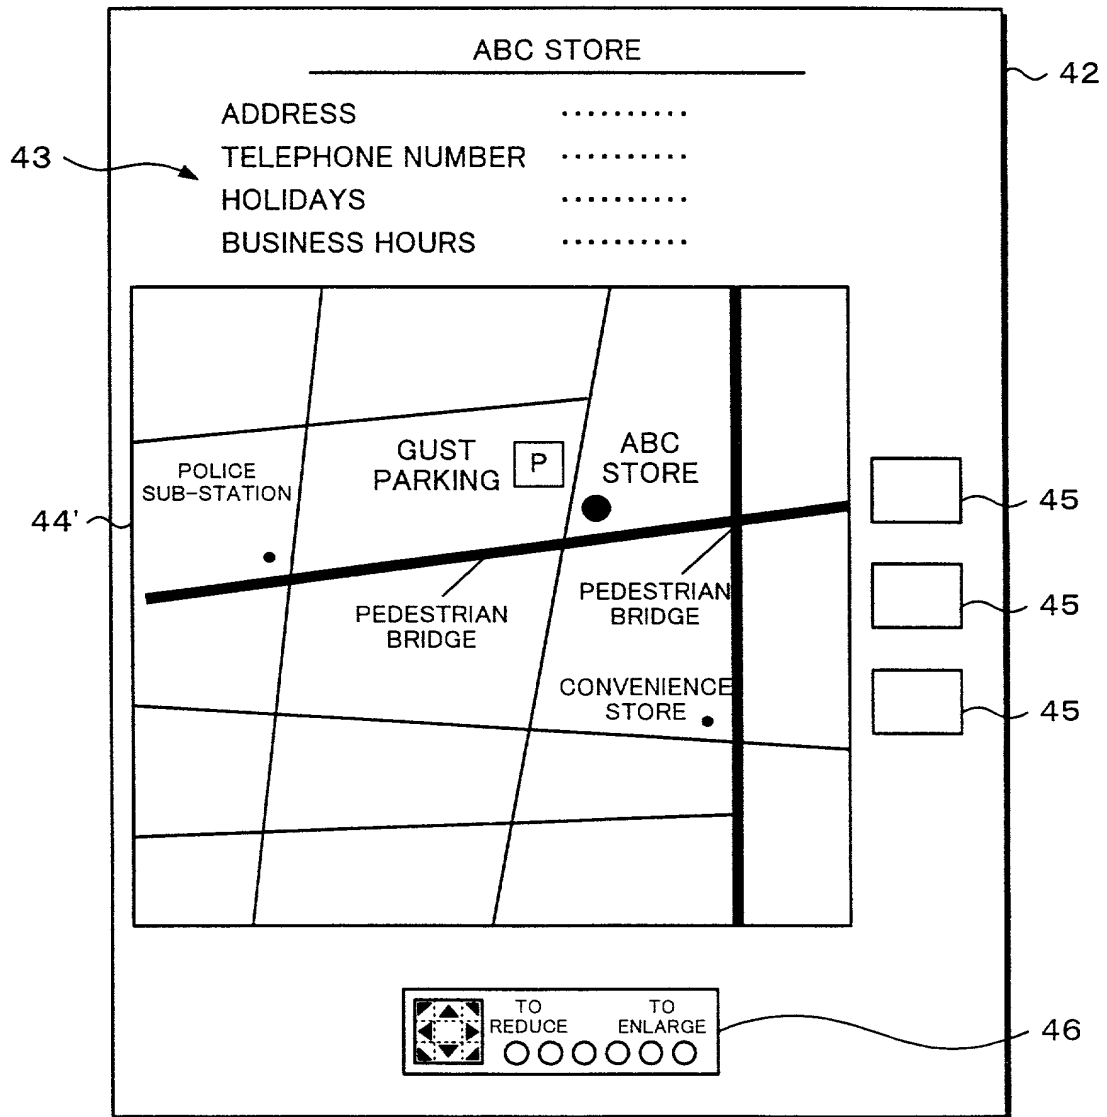 ABC STORE
42
ADDRESS ..........
43
TELEPHONE NUMBER ..........
HOLIDAYS ..........
BUSINESS HOURS ..........
GUST
PARKING
P
ABC
STORE
POLICE
SUB-STATION
44'
45
PEDESTRIAN
BRIDGE
PEDESTRIAN
BRIDGE
45
CONVENIENCE
STORE
45
TO
REDUCE
TO
ENLARGE
46